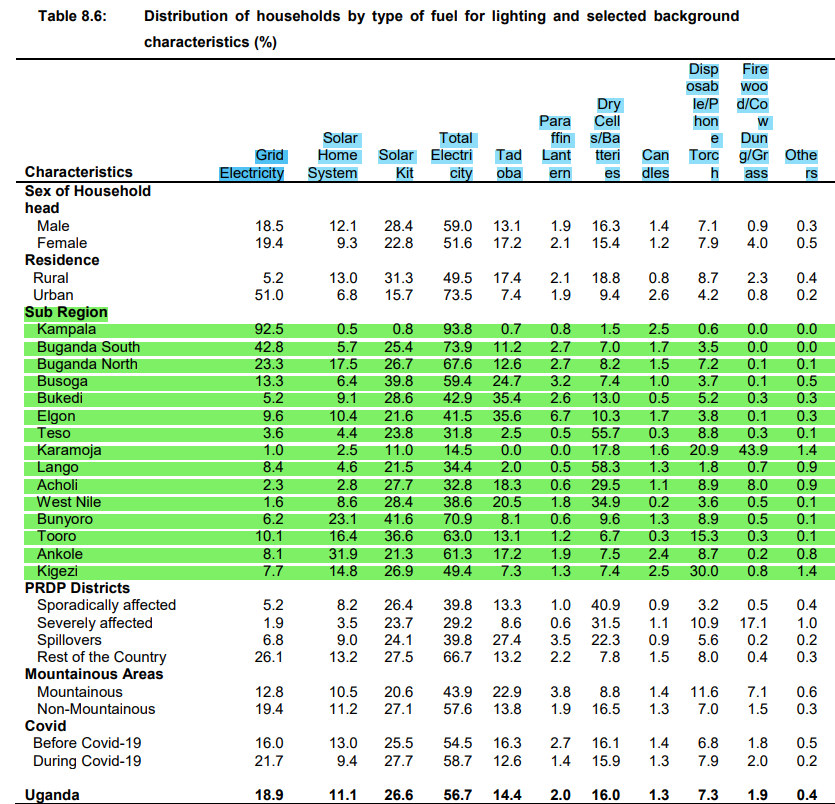 Table 8.6: Distribution of households by type of fuel for lighting and selected background
characteristics (%)
Disp Fire
osab woo
le/P d/Co
Dry hon w
Para Cell e Dun
Solar Total ffin s/Ba Torc g/Gr
Grid Home Solar Electri Tad Lant tteri Can h ass Othe
Characteristics Electricity System Kit city oba ern es dles rs
Sex of Household
head
Male 18.5 12.1 28.4 59.0 13.1 1.9 16.3 1.4 7.1 0.9 0.3
Female 19.4 9.3 22.8 51.6 17.2 2.1 15.4 1.2 7.9 4.0 0.5
Residence
Rural 5.2 13.0 31.3 49.5 17.4 2.1 18.8 0.8 8.7 2.3 0.4
Urban 51.0 6.8 15.7 73.5 7.4 1.9 9.4 2.6 4.2 0.8 0.2
Sub Region
Kampala 92.5 0.5 0.8 93.8 0.7 0.8 1.5 2.5 0.6 0.0 0.0
Buganda South 42.8 5.7 25.4 73.9 11.2 2.7 7.0 1.7 3.5 0.0 0.0
Buganda North 23.3 17.5 26.7 67.6 12.6 2.7 8.2 1.5 7.2 0.1 0.1
Busoga 13.3 6.4 39.8 59.4 24.7 3.2 7.4 1.0 3.7 0.1 0.5
Bukedi 5.2 9.1 28.6 42.9 35.4 2.6 13.0 0.5 5.2 0.3 0.3
Elgon 9.6 10.4 21.6 41.5 35.6 6.7 10.3 1.7 3.8 0.1 0.3
Teso 3.6 4.4 23.8 31.8 2.5 0.5 55.7 0.3 8.8 0.3 0.1
Karamoja 1.0 2.5 11.0 14.5 0.0 0.0 17.8 1.6 20.9 43.9 1.4
Lango 8.4 4.6 21.5 34.4 2.0 0.5 58.3 1.3 1.8 0.7 0.9
Acholi 2.3 2.8 27.7 32.8 18.3 0.6 29.5 1.1 8.9 8.0 0.9
West Nile 1.6 8.6 28.4 38.6 20.5 1.8 34.9 0.2 3.6 0.5 0.1
Bunyoro 6.2 23.1 41.6 70.9 8.1 0.6 9.6 1.3 8.9 0.5 0.1
Tooro 10.1 16.4 36.6 63.0 13.1 1.2 6.7 0.3 15.3 0.3 0.1
Ankole 8.1 31.9 21.3 61.3 17.2 1.9 7.5 2.4 8.7 0.2 0.8
Kigezi 7.7 14.8 26.9 49.4 7.3 1.3 7.4 2.5 30.0 0.8 1.4
PRDP Districts
Sporadically affected 5.2 8.2 26.4 39.8 13.3 1.0 40.9 0.9 3.2 0.5 0.4
Severely affected 1.9 3.5 23.7 29.2 8.6 0.6 31.5 1.1 10.9 17.1 1.0
Spillovers 6.8 9.0 24.1 39.8 27.4 3.5 22.3 0.9 5.6 0.2 0.2
Rest of the Country 26.1 13.2 27.5 66.7 13.2 2.2 7.8 1.5 8.0 0.4 0.3
Mountainous Areas
Mountainous 12.8 10.5 20.6 43.9 22.9 3.8 8.8 1.4 11.6 7.1 0.6
Non-Mountainous 19.4 11.2 27.1 57.6 13.8 1.9 16.5 1.3 7.0 1.5 0.3
Covid
Before Covid-19 16.0 13.0 25.5 54.5 16.3 2.7 16.1 1.4 6.8 1.8 0.5
During Covid-19 21.7 9.4 27.7 58.7 12.6 1.4 15.9 1.3 7.9 2.0 0.2
Uganda 18.9 11.1 26.6 56.7 14.4 2.0 16.0 1.3 7.3 1.9 0.4